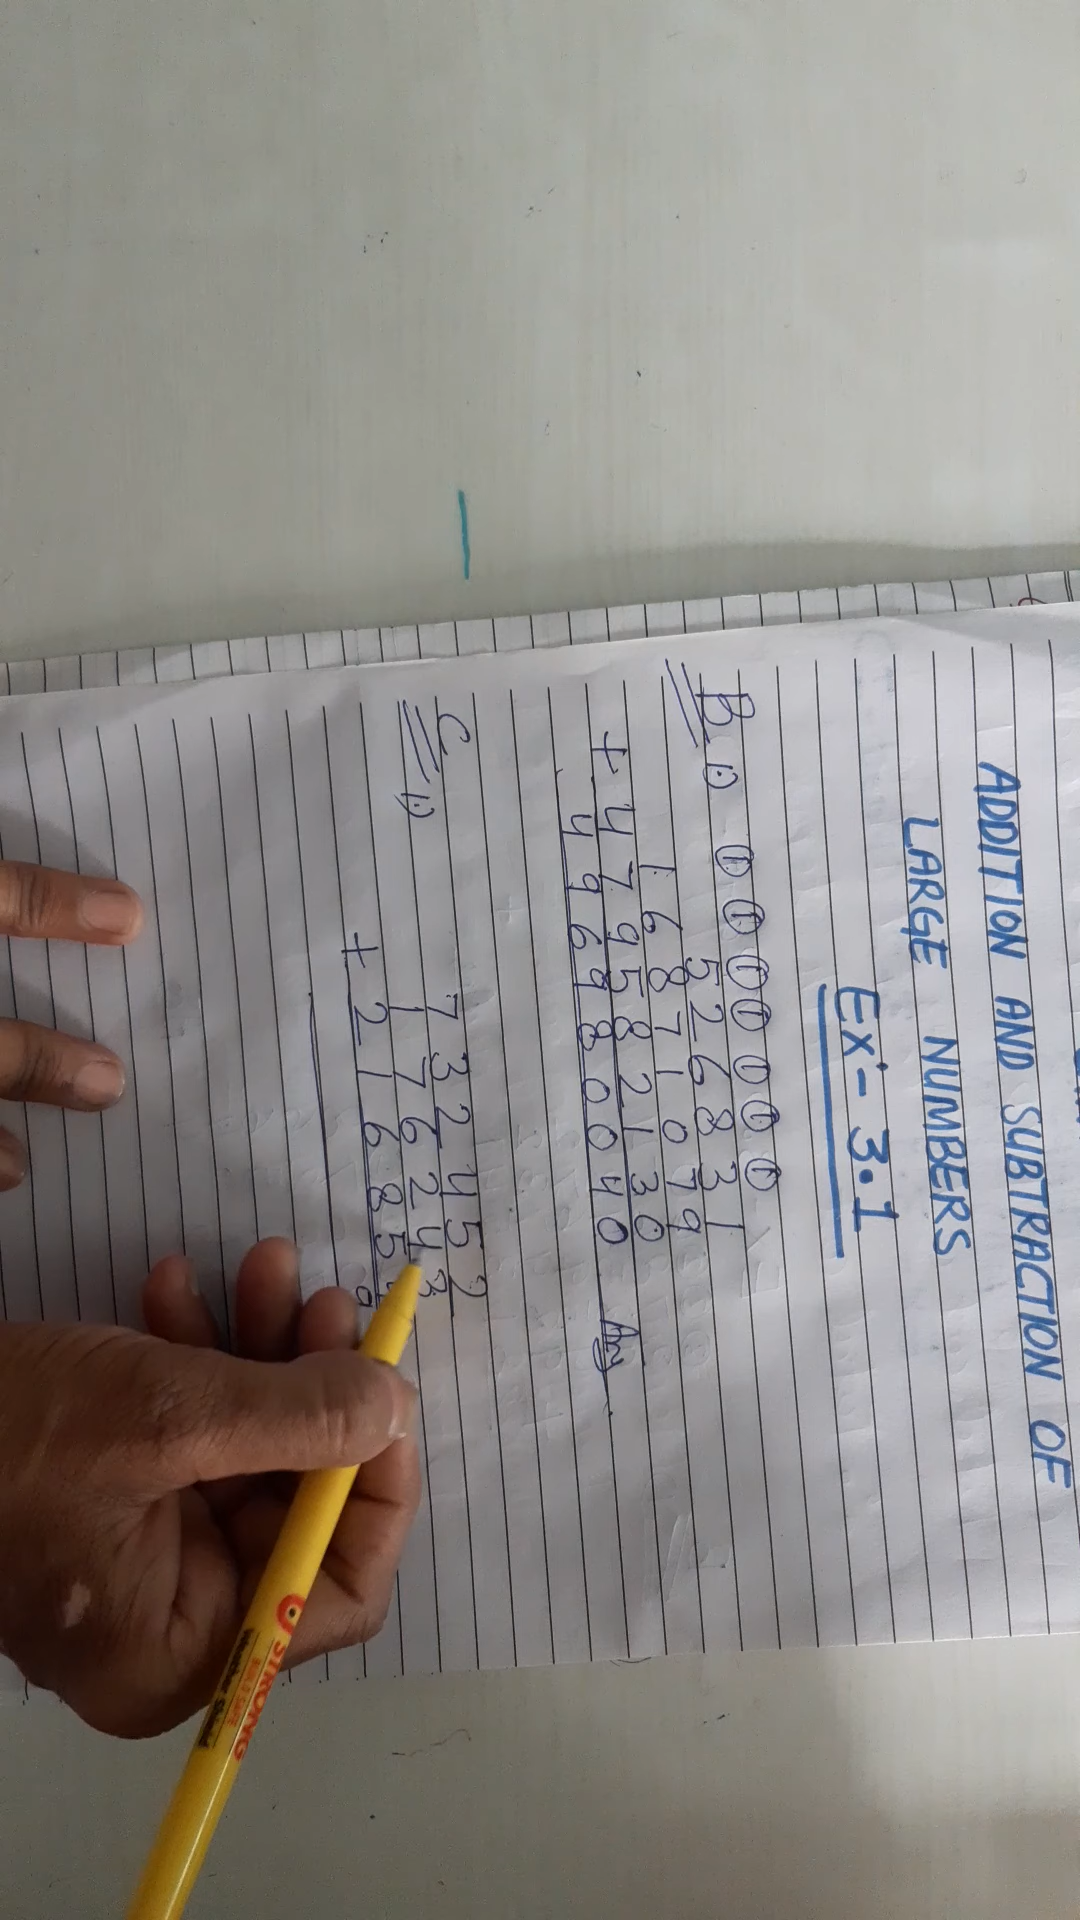 ADDITION AND SUBTRACTION OF
LARGE NUMBERS
Ex - 3.1
B. 1) 1 1 1 1 1 1 1
5 2 6 8 3 1
1 6 8 7 1 0 7 9
+ 4 7 9 5 8 2 1 3 0
4 9 6 9 8 0 0 4 0 Ans
C 1)
7 3 2 4 5 2
1 7 6 2 4 3
+ 2 1 6 8 5
9
STRONG